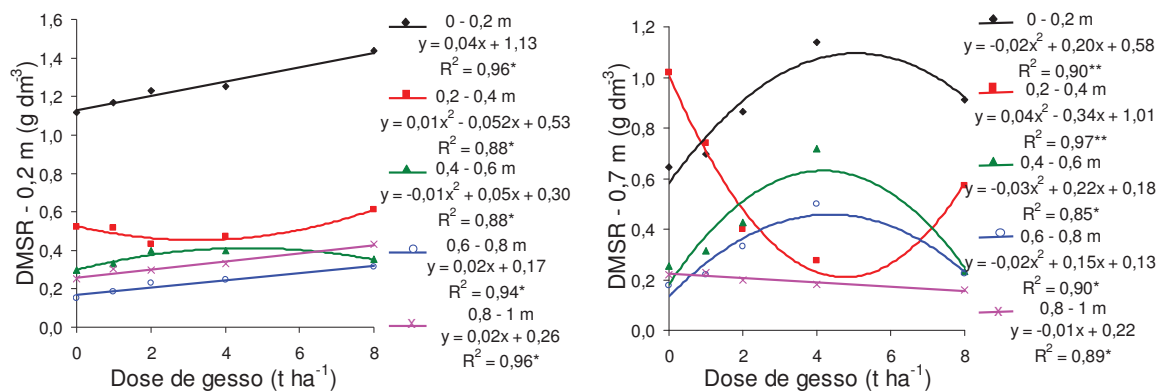 DMSR - 0,2 m (g dm⁻³)
1,6
1,4
1,2
1,0
0,8
0,6
0,4
0,2
0,0
0
2
4
6
8
Dose de gesso (t ha⁻¹)
0 - 0,2 m
y = 0,04x + 1,13
R² = 0,96*
0,2 - 0,4 m
y = 0,01x² - 0,052x + 0,53
R² = 0,88*
0,4 - 0,6 m
y = -0,01x² + 0,05x + 0,30
R² = 0,88*
0,6 - 0,8 m
y = 0,02x + 0,17
R² = 0,94*
0,8 - 1 m
y = 0,02x + 0,26
R² = 0,96*
DMSR - 0,7 m (g dm⁻³)
1,2
1,0
0,8
0,6
0,4
0,2
0,0
0
2
4
6
8
Dose de gesso (t ha⁻¹)
0 - 0,2 m
y = -0,02x² + 0,20x + 0,58
R² = 0,90**
0,2 - 0,4 m
y = 0,04x² - 0,34x + 1,01
R² = 0,97**
0,4 - 0,6 m
y = -0,03x² + 0,22x + 0,18
R² = 0,85*
0,6 - 0,8 m
y = -0,02x² + 0,15x + 0,13
R² = 0,90*
0,8 - 1 m
y = -0,01x + 0,22
R² = 0,89*